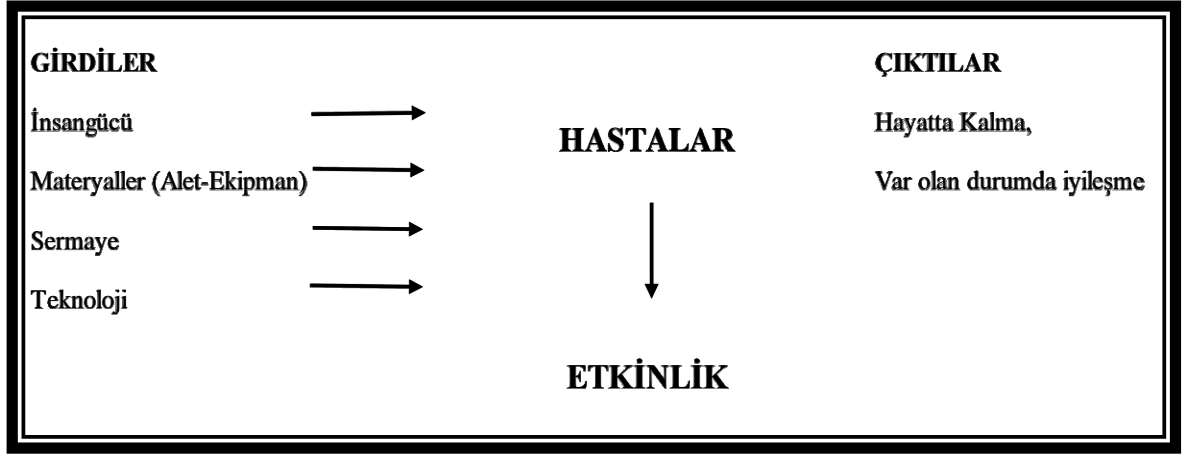 GİRDİLER
İnsangücü
Materyaller (Alet-Ekipman)
Sermaye
Teknoloji
HASTALAR
ETKİNLİK
ÇIKTILAR
Hayatta Kalma,
Var olan durumda iyileşme